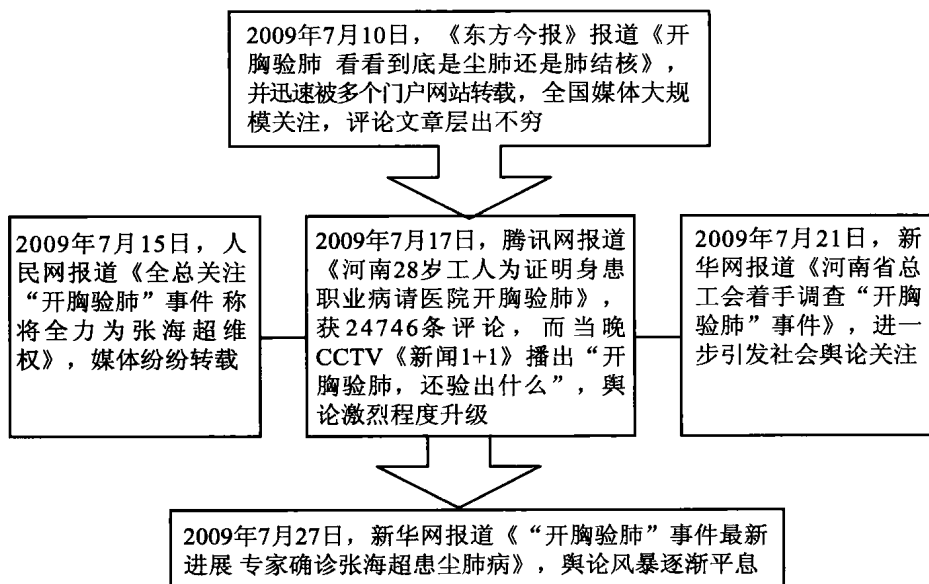 2009年7月10日，《东方今报》报道《开
胸验肺 看看到底是尘肺还是肺结核》，
并迅速被多个门户网站转载，全国媒体大规
模关注，评论文章层出不穷
2009年7月15日，人
民网报道《全总关注
“开胸验肺”事件 称
将全力为张海超维
权》，媒体纷纷转载
2009年7月17日，腾讯网报道
《河南28岁工人为证明身患
职业病请医院开胸验肺》，
获24746条评论，而当晚
CCTV《新闻1+1》播出“开
胸验肺，还验出什么”，舆
论激烈程度升级
2009年7月21日，新
华网报道《河南省总
工会着手调查“开胸
验肺”事件》，进一
步引发社会舆论关注
2009年7月27日，新华网报道《“开胸验肺”事件最新
进展 专家确诊张海超患尘肺病》，舆论风暴逐渐平息